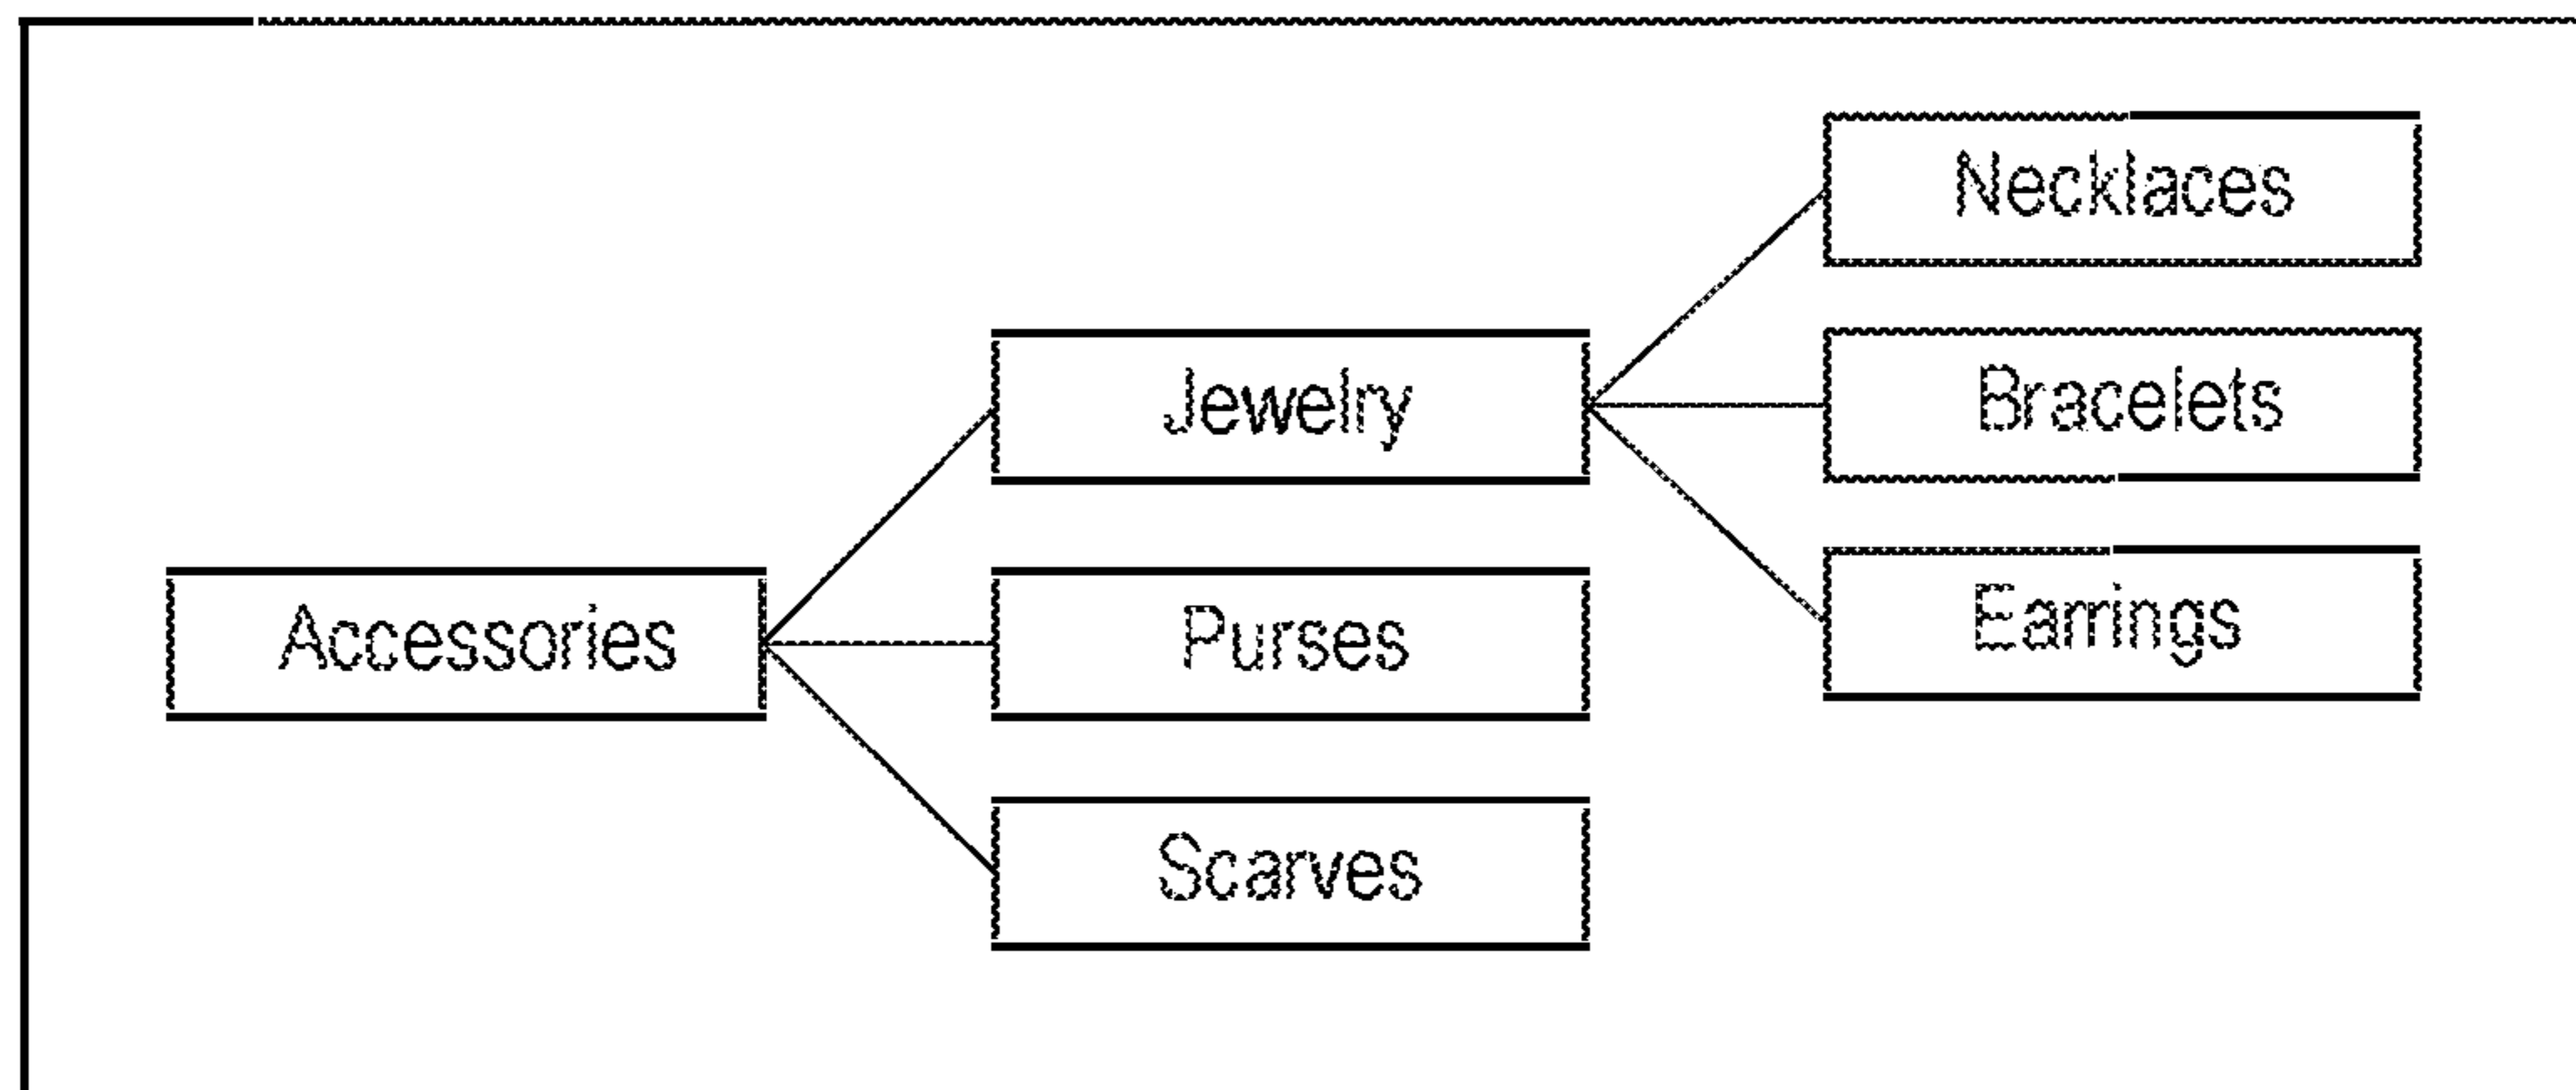 Accessories
Jewelry
Purses
Scarves
Necklaces
Bracelets
Earrings